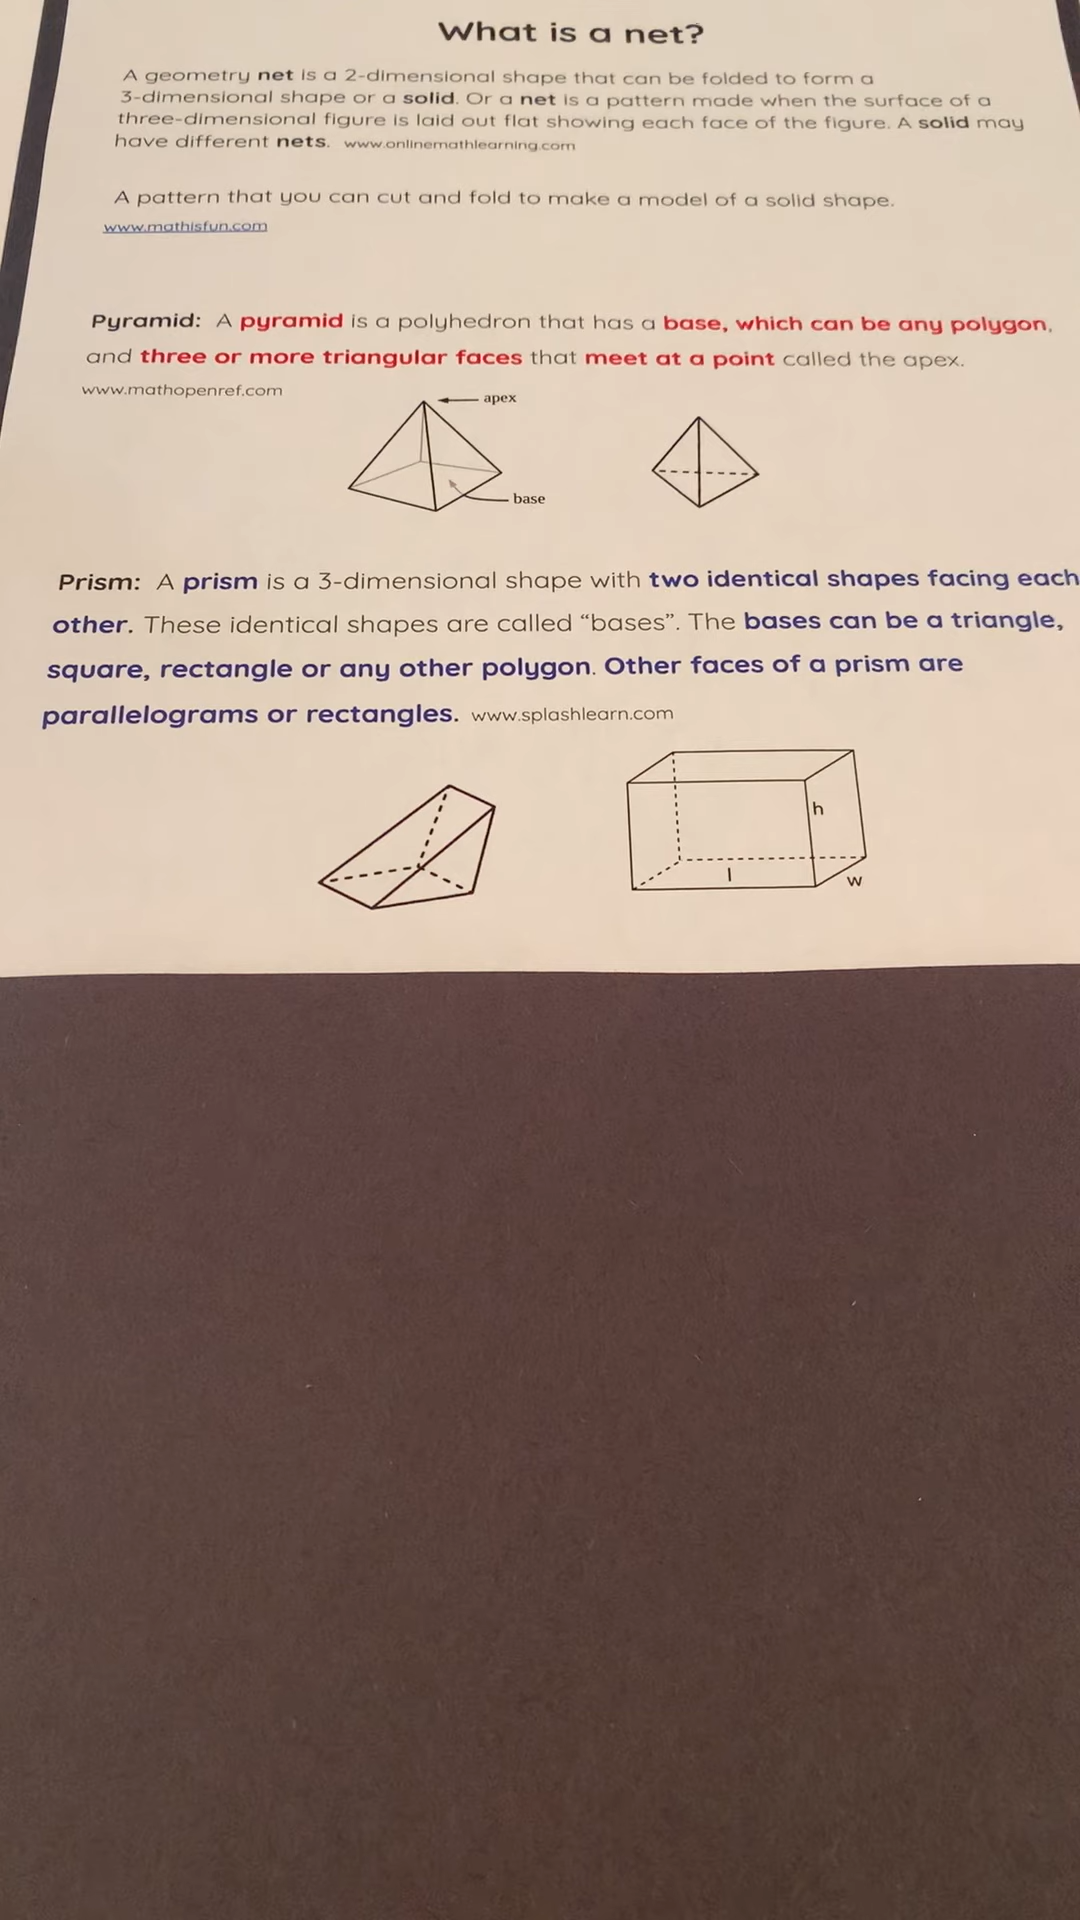 What is a net?
A geometry net is a 2-dimensional shape that can be folded to form a
3-dimensional shape or a solid. Or a net is a pattern made when the surface of a
three-dimensional figure is laid out flat showing each face of the figure. A solid may
have different nets. www.onlinemathlearning.com
A pattern that you can cut and fold to make a model of a solid shape.
www.mathisfun.com
Pyramid: A pyramid is a polyhedron that has a base, which can be any polygon,
and three or more triangular faces that meet at a point called the apex.
www.mathopenref.com
apex
base
Prism: A prism is a 3-dimensional shape with two identical shapes facing each
other. These identical shapes are called “bases”. The bases can be a triangle,
square, rectangle or any other polygon. Other faces of a prism are
parallelograms or rectangles. www.splashlearn.com
h
l
w